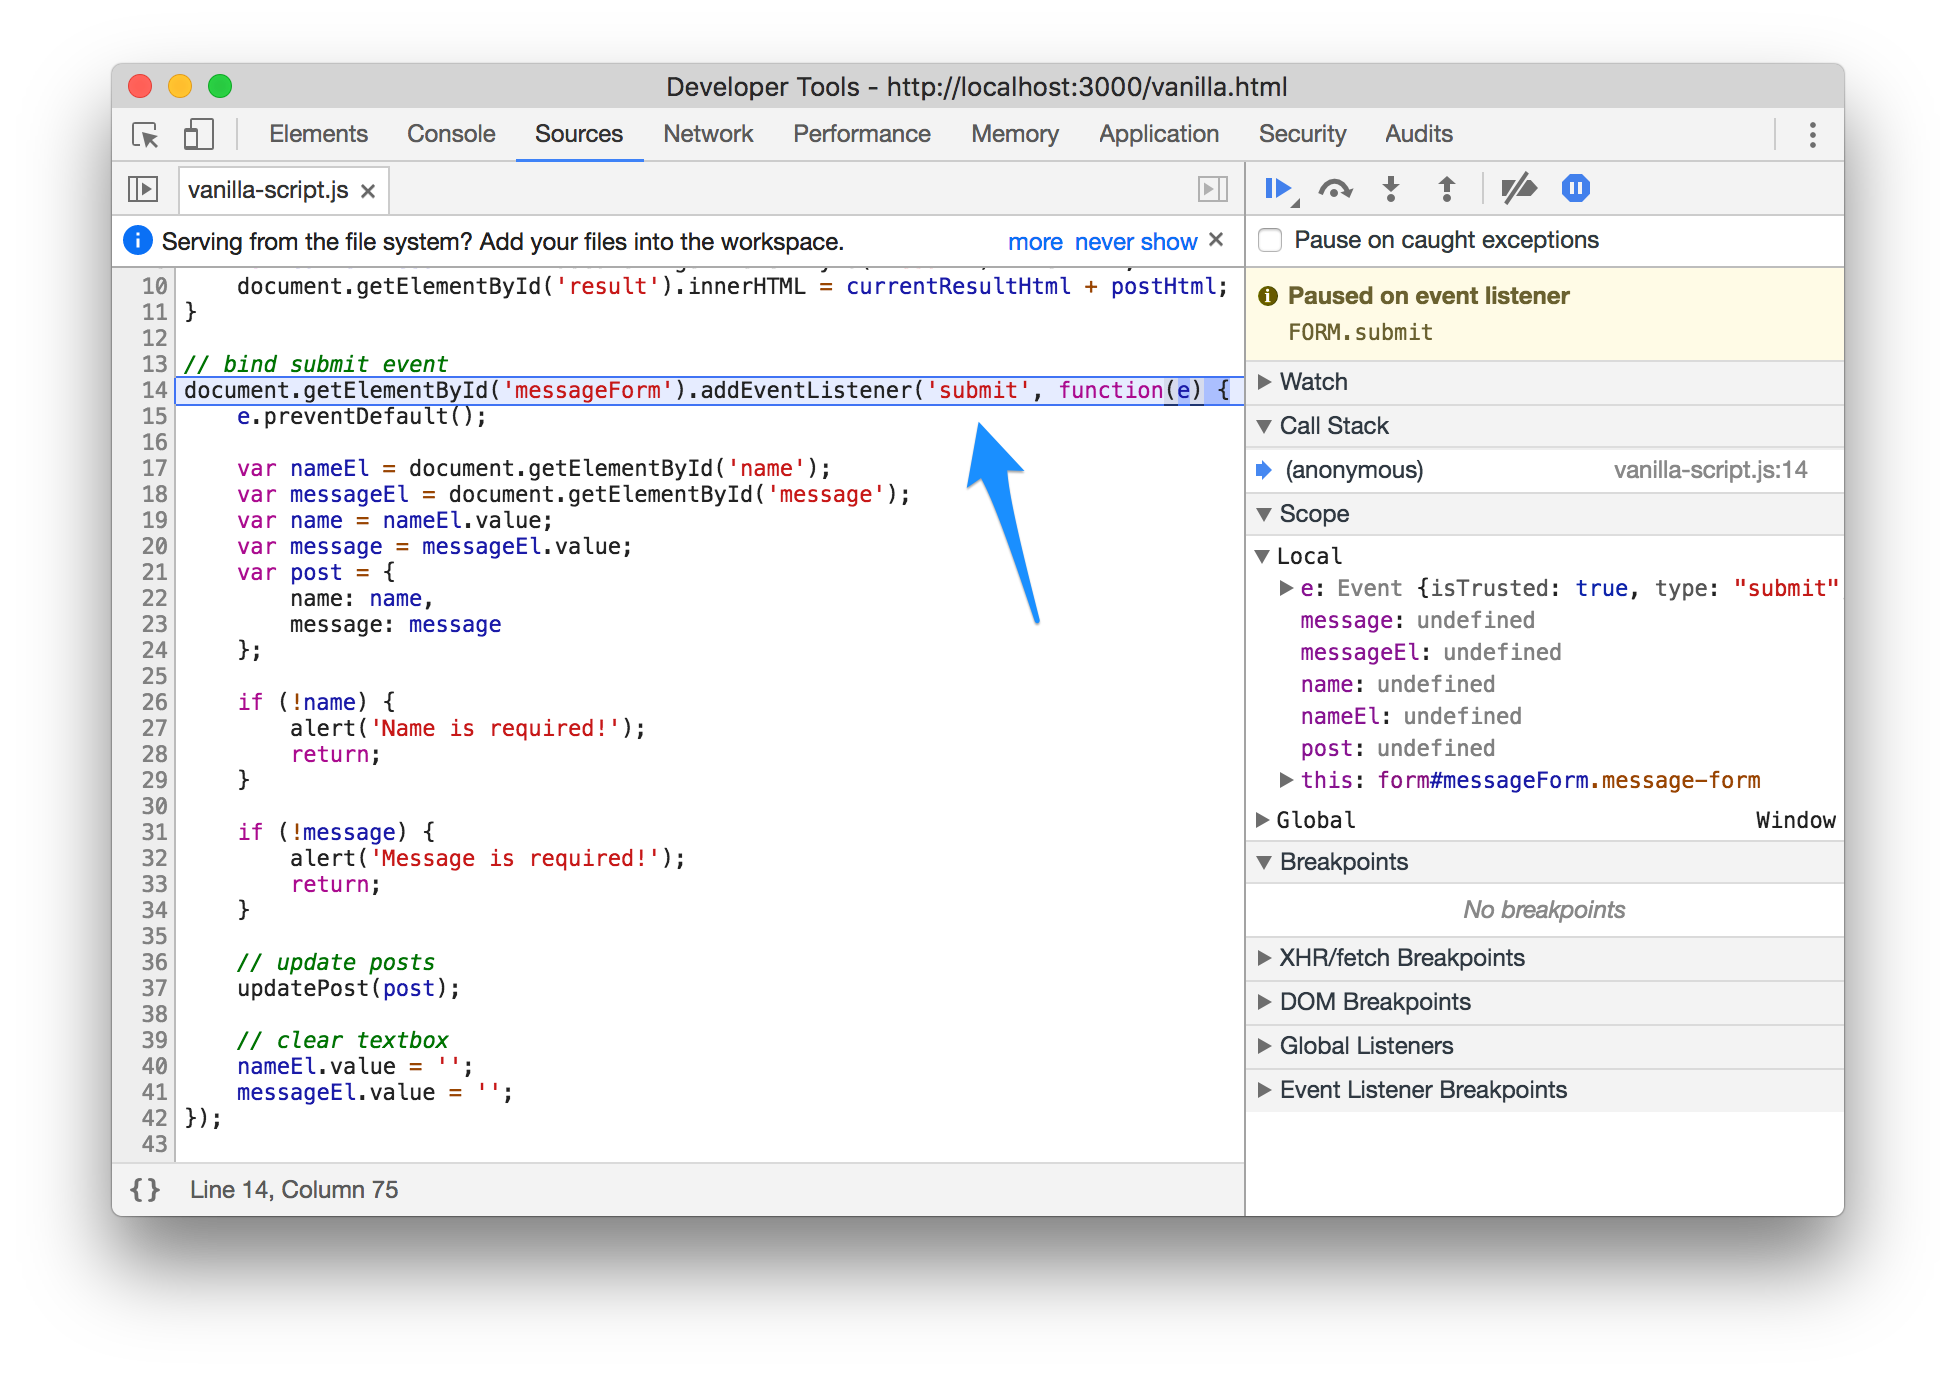 Developer Tools - http://localhost:3000/vanilla.html
Elements Console Sources Network Performance Memory Application Security Audits
vanilla-script.js ×
Serving from the file system? Add your files into the workspace. more never show ×
10     document.getElementById('result').innerHTML = currentResultHtml + postHtml;
11 }
12
13 // bind submit event
14 document.getElementById('messageForm').addEventListener('submit', function(e) {
15     e.preventDefault();
16
17     var nameEl = document.getElementById('name');
18     var messageEl = document.getElementById('message');
19     var name = nameEl.value;
20     var message = messageEl.value;
21     var post = {
22         name: name,
23         message: message
24     };
25
26     if (!name) {
27         alert('Name is required!');
28         return;
29     }
30
31     if (!message) {
32         alert('Message is required!');
33         return;
34     }
35
36     // update posts
37     updatePost(post);
38
39     // clear textbox
40     nameEl.value = '';
41     messageEl.value = '';
42 });
43
{} Line 14, Column 75
Pause on caught exceptions
Paused on event listener
FORM.submit
Watch
Call Stack
(anonymous) vanilla-script.js:14
Scope
Local
e: Event {isTrusted: true, type: "submit"
message: undefined
messageEl: undefined
name: undefined
nameEl: undefined
post: undefined
this: form#messageForm.message-form
Global Window
Breakpoints
No breakpoints
XHR/fetch Breakpoints
DOM Breakpoints
Global Listeners
Event Listener Breakpoints